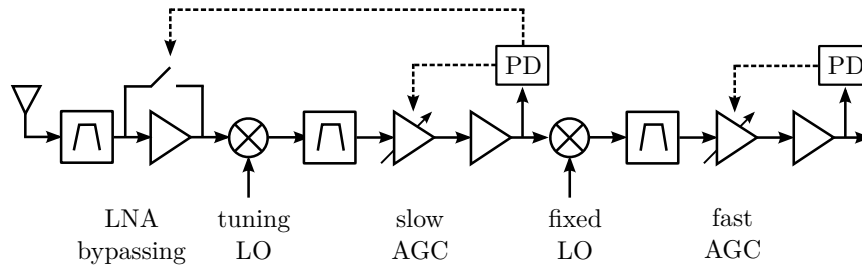 PD
PD
LNA
bypassing
tuning
LO
slow
AGC
fixed
LO
fast
AGC